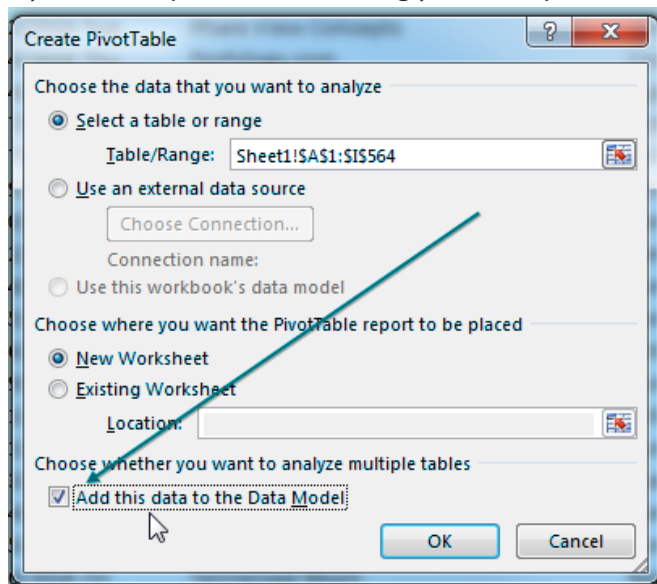 Create PivotTable
?
X
Choose the data that you want to analyze
Select a table or range
Table/Range: Sheet1!$A$1:$I$564
Use an external data source
Choose Connection...
Connection name:
Use this workbook's data model
Choose where you want the PivotTable report to be placed
New Worksheet
Existing Worksheet
Location:
Choose whether you want to analyze multiple tables
Add this data to the Data Model
OK Cancel